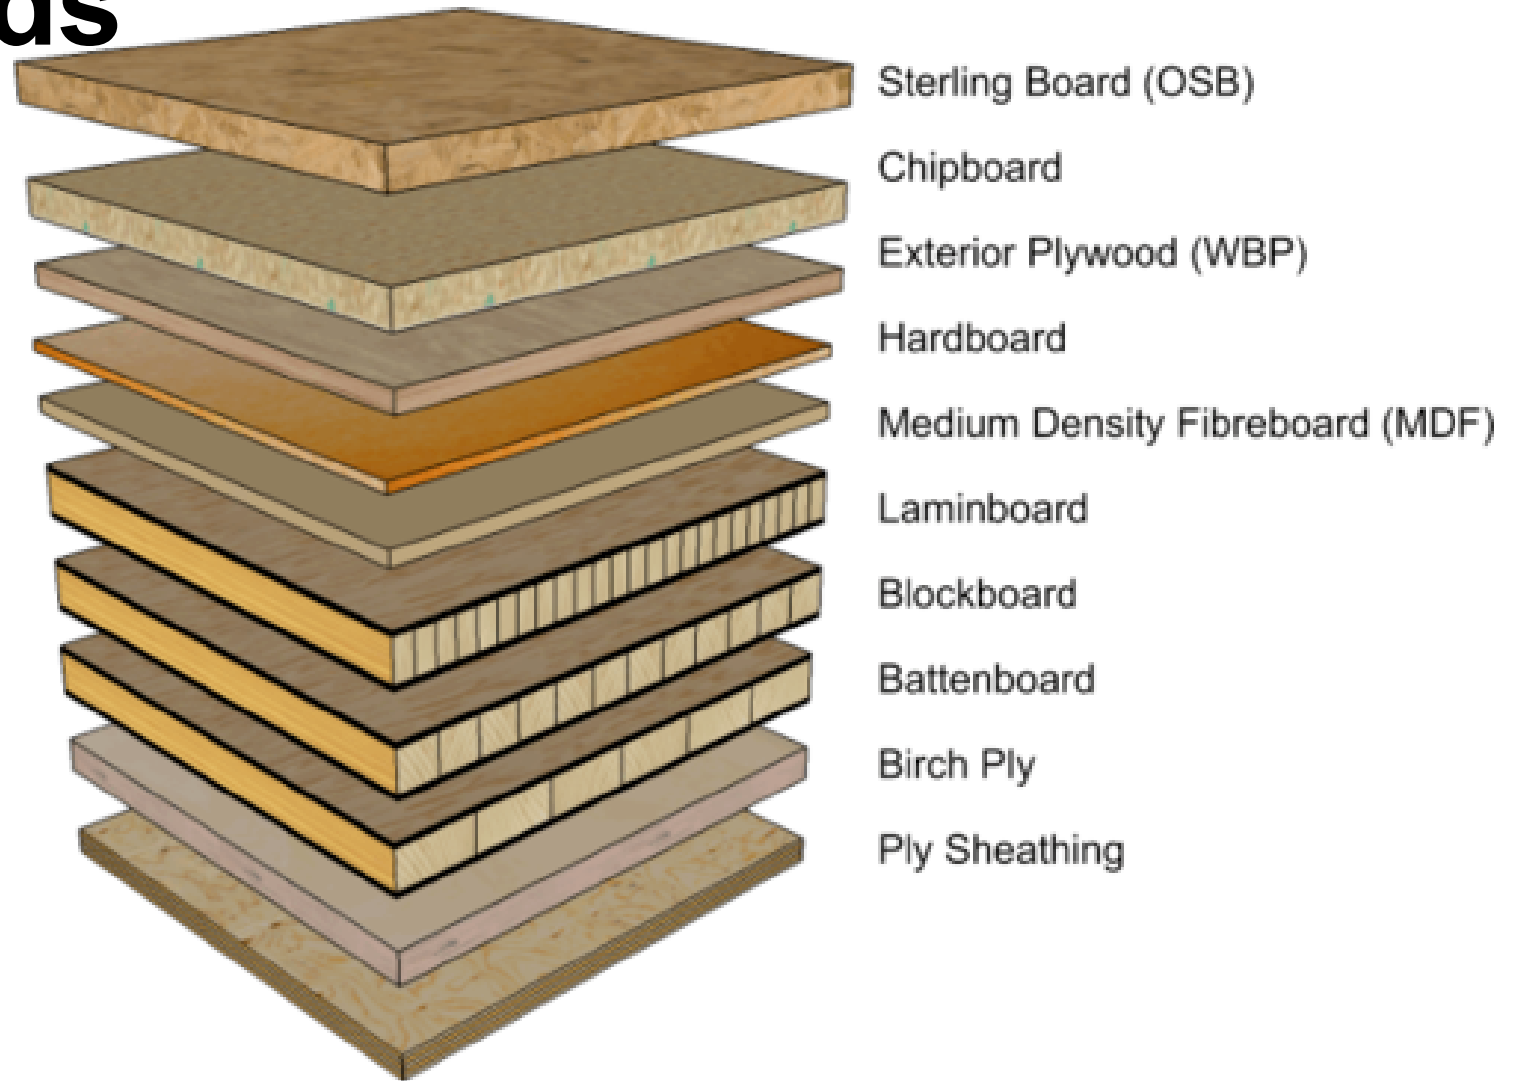 ds
Sterling Board (OSB)
Chipboard
Exterior Plywood (WBP)
Hardboard
Medium Density Fibreboard (MDF)
Laminboard
Blockboard
Battenboard
Birch Ply
Ply Sheathing